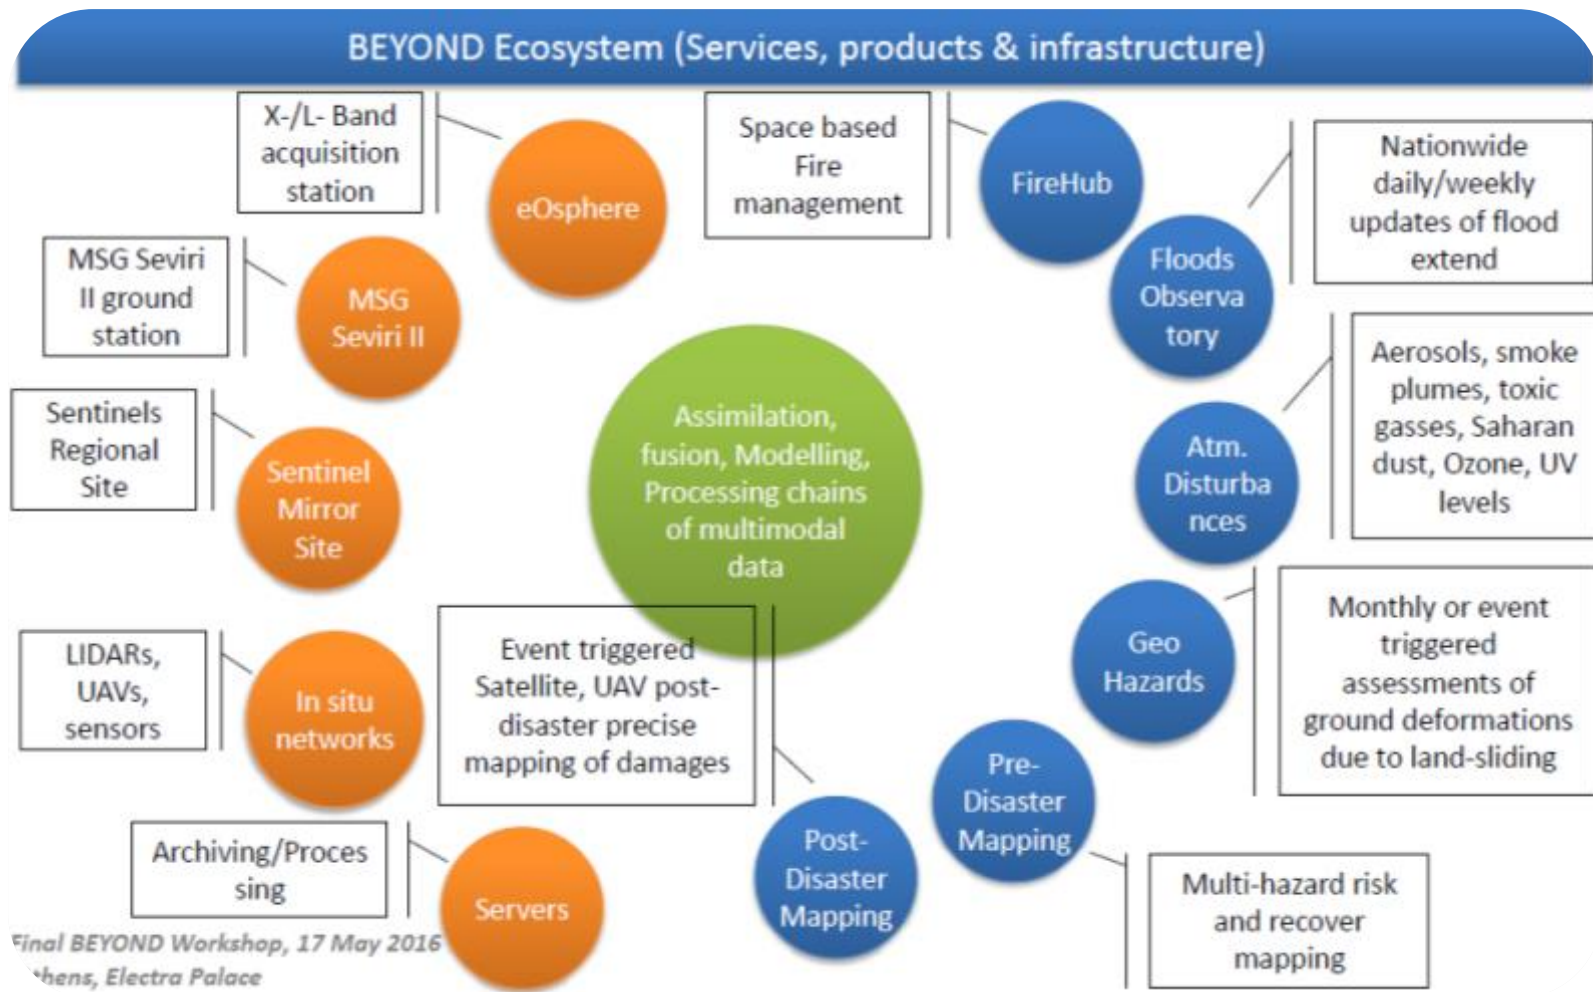 BEYOND Ecosystem (Services, products & infrastructure)
X-/L- Band
acquisition
station
eOsphere
MSG Seviri
II ground
station
MSG
Seviri II
Sentinels
Regional
Site
Sentinel
Mirror
Site
LIDARs,
UAVs,
sensors
In situ
networks
Archiving/Proces
sing
Servers
Assimilation,
fusion, Modelling,
Processing chains
of multimodal
data
Space based
Fire
management
FireHub
Nationwide
daily/weekly
updates of flood
extend
Floods
Observa
tory
Aerosols, smoke
plumes, toxic
gasses, Saharan
dust, Ozone, UV
levels
Atm.
Disturba
nces
Monthly or event
triggered
assessments of
ground deformations
due to land-sliding
Geo
Hazards
Pre-
Disaster
Mapping
Multi-hazard risk
and recover
mapping
Event triggered
Satellite, UAV post-
disaster precise
mapping of damages
Post-
Disaster
Mapping
Final BEYOND Workshop, 17 May 2016
thens, Electra Palace